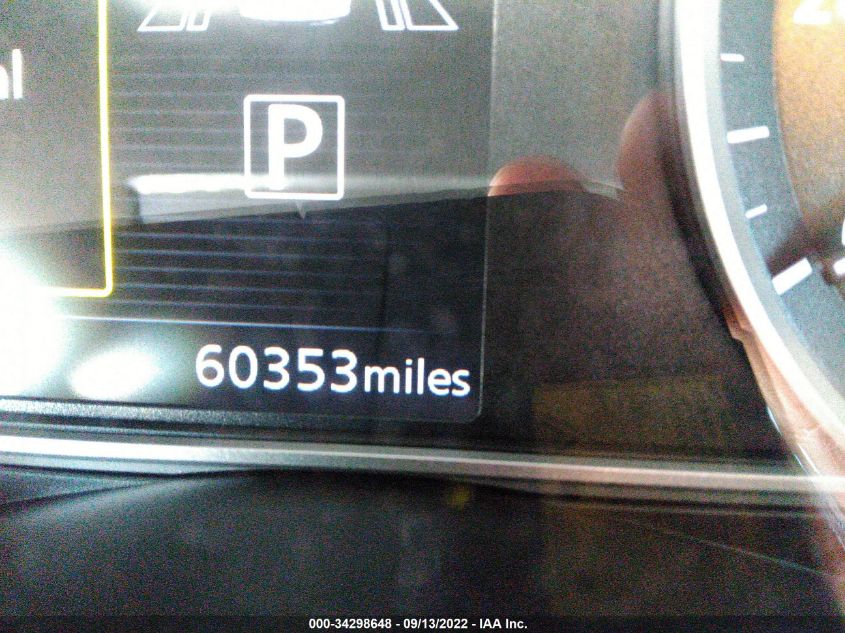 P
60353miles
000-34298648 - 09/13/2022 - IAA Inc.